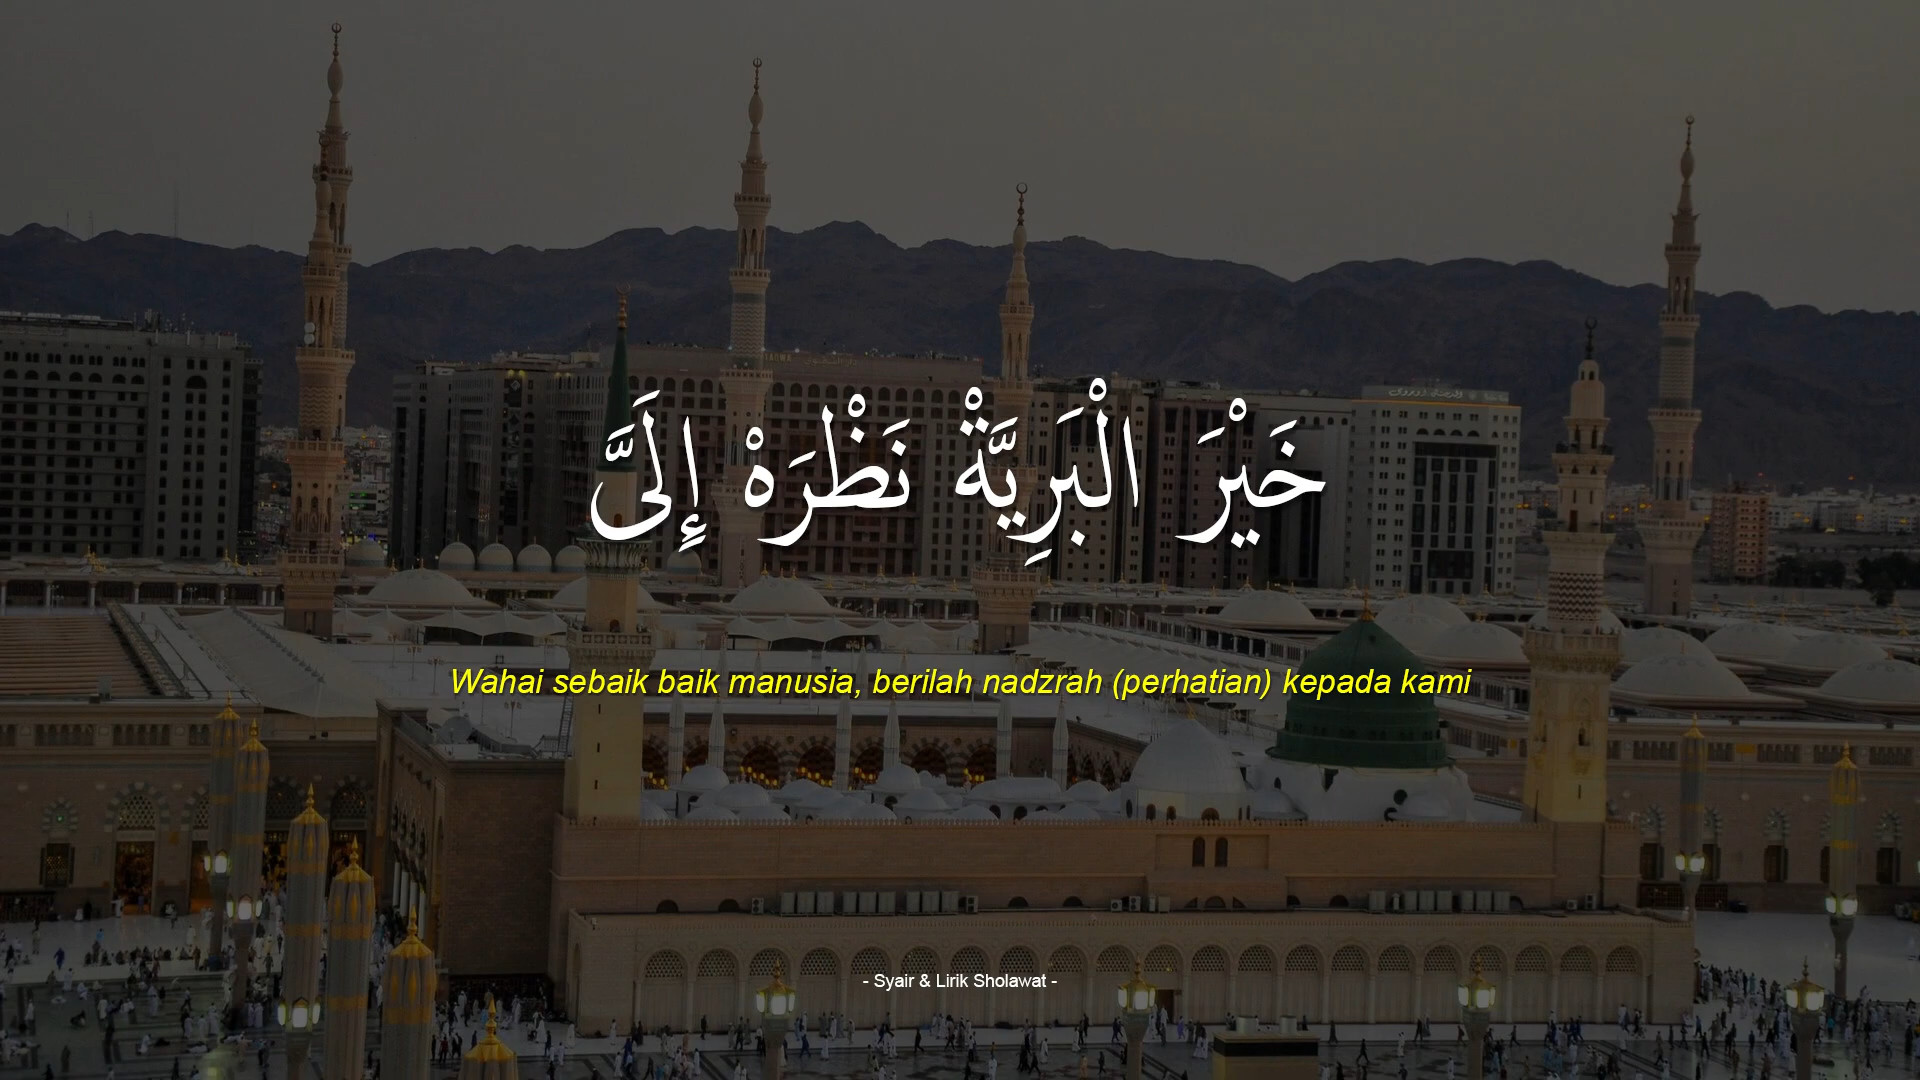 خَيْرَ الْبَرِيَّةْ نَظْرَهْ إِلَىَّ
Wahai sebaik baik manusia, berilah nadzrah (perhatian) kepada kami
- Syair & Lirik Sholawat -